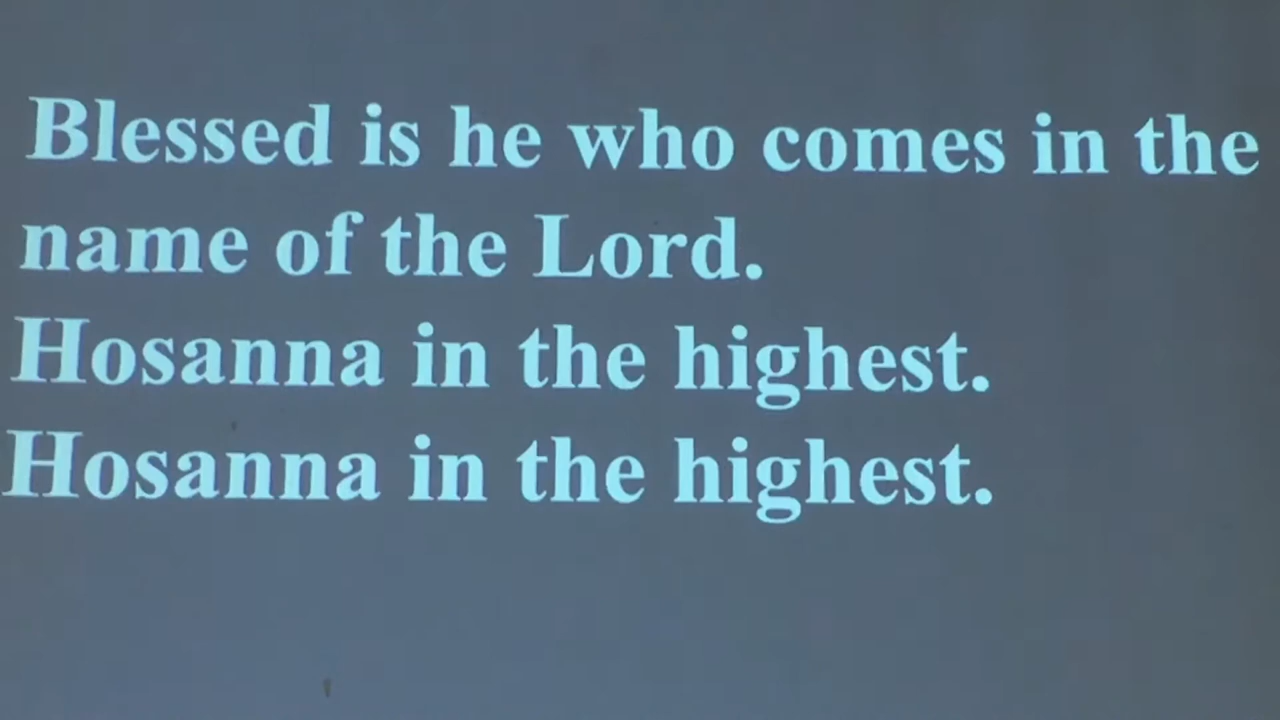 Blessed is he who comes in the
name of the Lord.
Hosanna in the highest.
Hosanna in the highest.